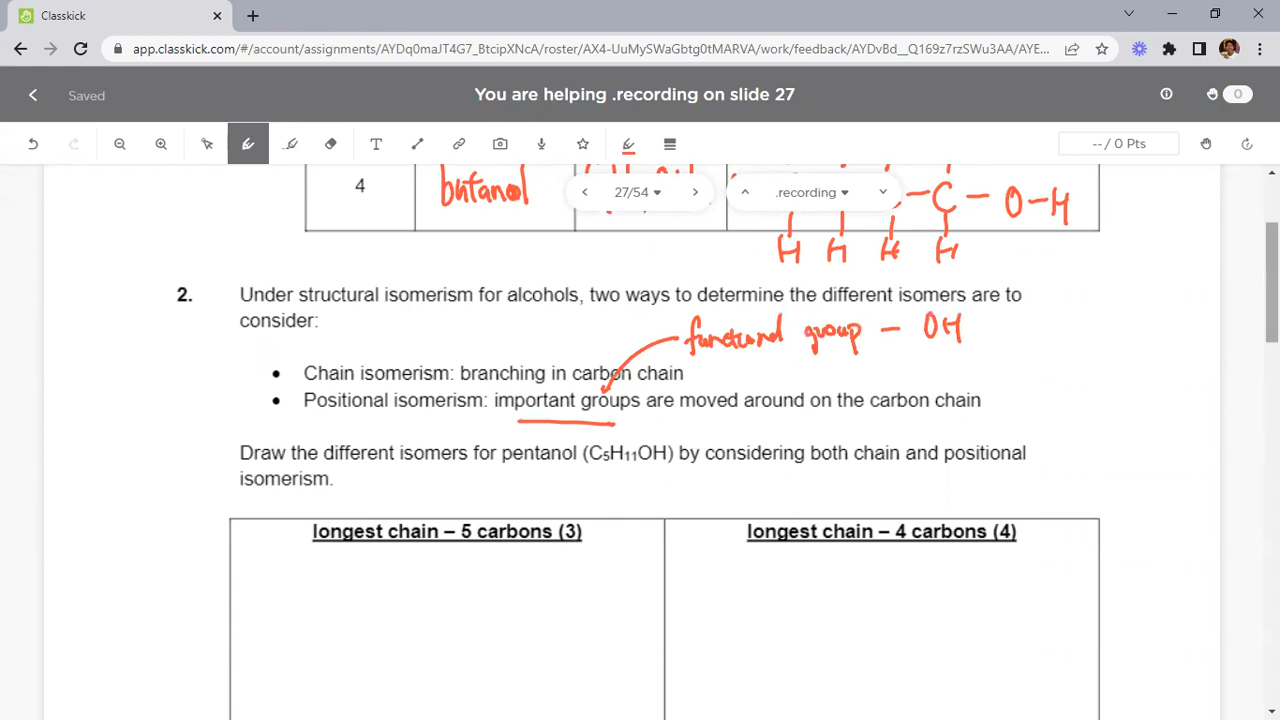 Classkick
app.classkick.com/#/account/assignments/AYDq0maJT4G7_BtcipXNA/roster/AX4-UuMySWaGbtg0tMARVA/work/feedback/AYDvBd__Q169z7rzSWu3AA/AYE...
Saved
You are helping .recording on slide 27
0
T
-- / 0 Pts
4
butanol
27/54
.recording
C – O–H
H H H H
2. Under structural isomerism for alcohols, two ways to determine the different isomers are to
consider:
functional group – OH
• Chain isomerism: branching in carbon chain
• Positional isomerism: important groups are moved around on the carbon chain
Draw the different isomers for pentanol (C₅H₁₁OH) by considering both chain and positional
isomerism.
longest chain – 5 carbons (3)
longest chain – 4 carbons (4)